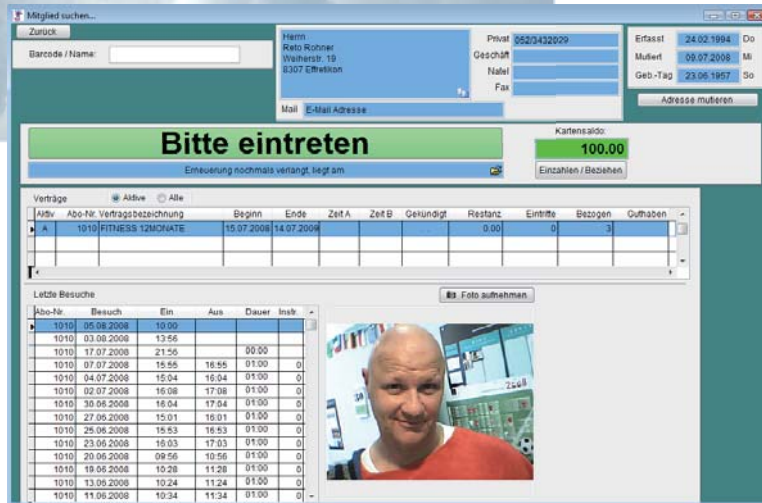 Mitglied suchen...
Zurück
Barcode / Name:
Herrn
Reto Rohner
Weiherstr. 19
8307 Effretikon
Mail E-Mail Adresse
Privat 052/3432029
Geschäft
Natel
Fax
Erfasst 24.02.1994 Do
Mutiert 09.07.2008 Mi
Geb.-Tag 23.06.1957 So
Adresse mutieren
Bitte eintreten
Erneuerung nochmals verlangt, liegt am
Kartensaldo:
100.00
Einzahlen / Beziehen
Verträge Aktive Alle
Aktiv Abo-Nr. Vertragsbezeichnung Beginn Ende Zeit A Zeit B Gekündigt Restanz Eintritte Bezogen Guthaben
A 1010 FITNESS 12MONATE 15.07.2008 14.07.2009 . . 0.00 0 3
Letzte Besuche
Foto aufnehmen
Abo-Nr. Besuch Ein Aus Dauer Instr.
1010 05.08.2008 10:00
1010 03.08.2008 13:56
1010 17.07.2008 21:56 00:00
1010 07.07.2008 15:55 16:55 01:00 0
1010 04.07.2008 15:04 16:04 01:00 0
1010 02.07.2008 16:08 17:08 01:00 0
1010 30.06.2008 16:04 17:04 01:00 0
1010 27.06.2008 15:01 16:01 01:00 0
1010 25.06.2008 15:53 16:53 01:00 0
1010 23.06.2008 16:03 17:03 01:00 0
1010 20.06.2008 09:56 10:56 01:00 0
1010 19.06.2008 10:28 11:28 01:00 0
1010 13.06.2008 10:24 11:24 01:00 0
1010 11.06.2008 10:34 11:34 01:00 0